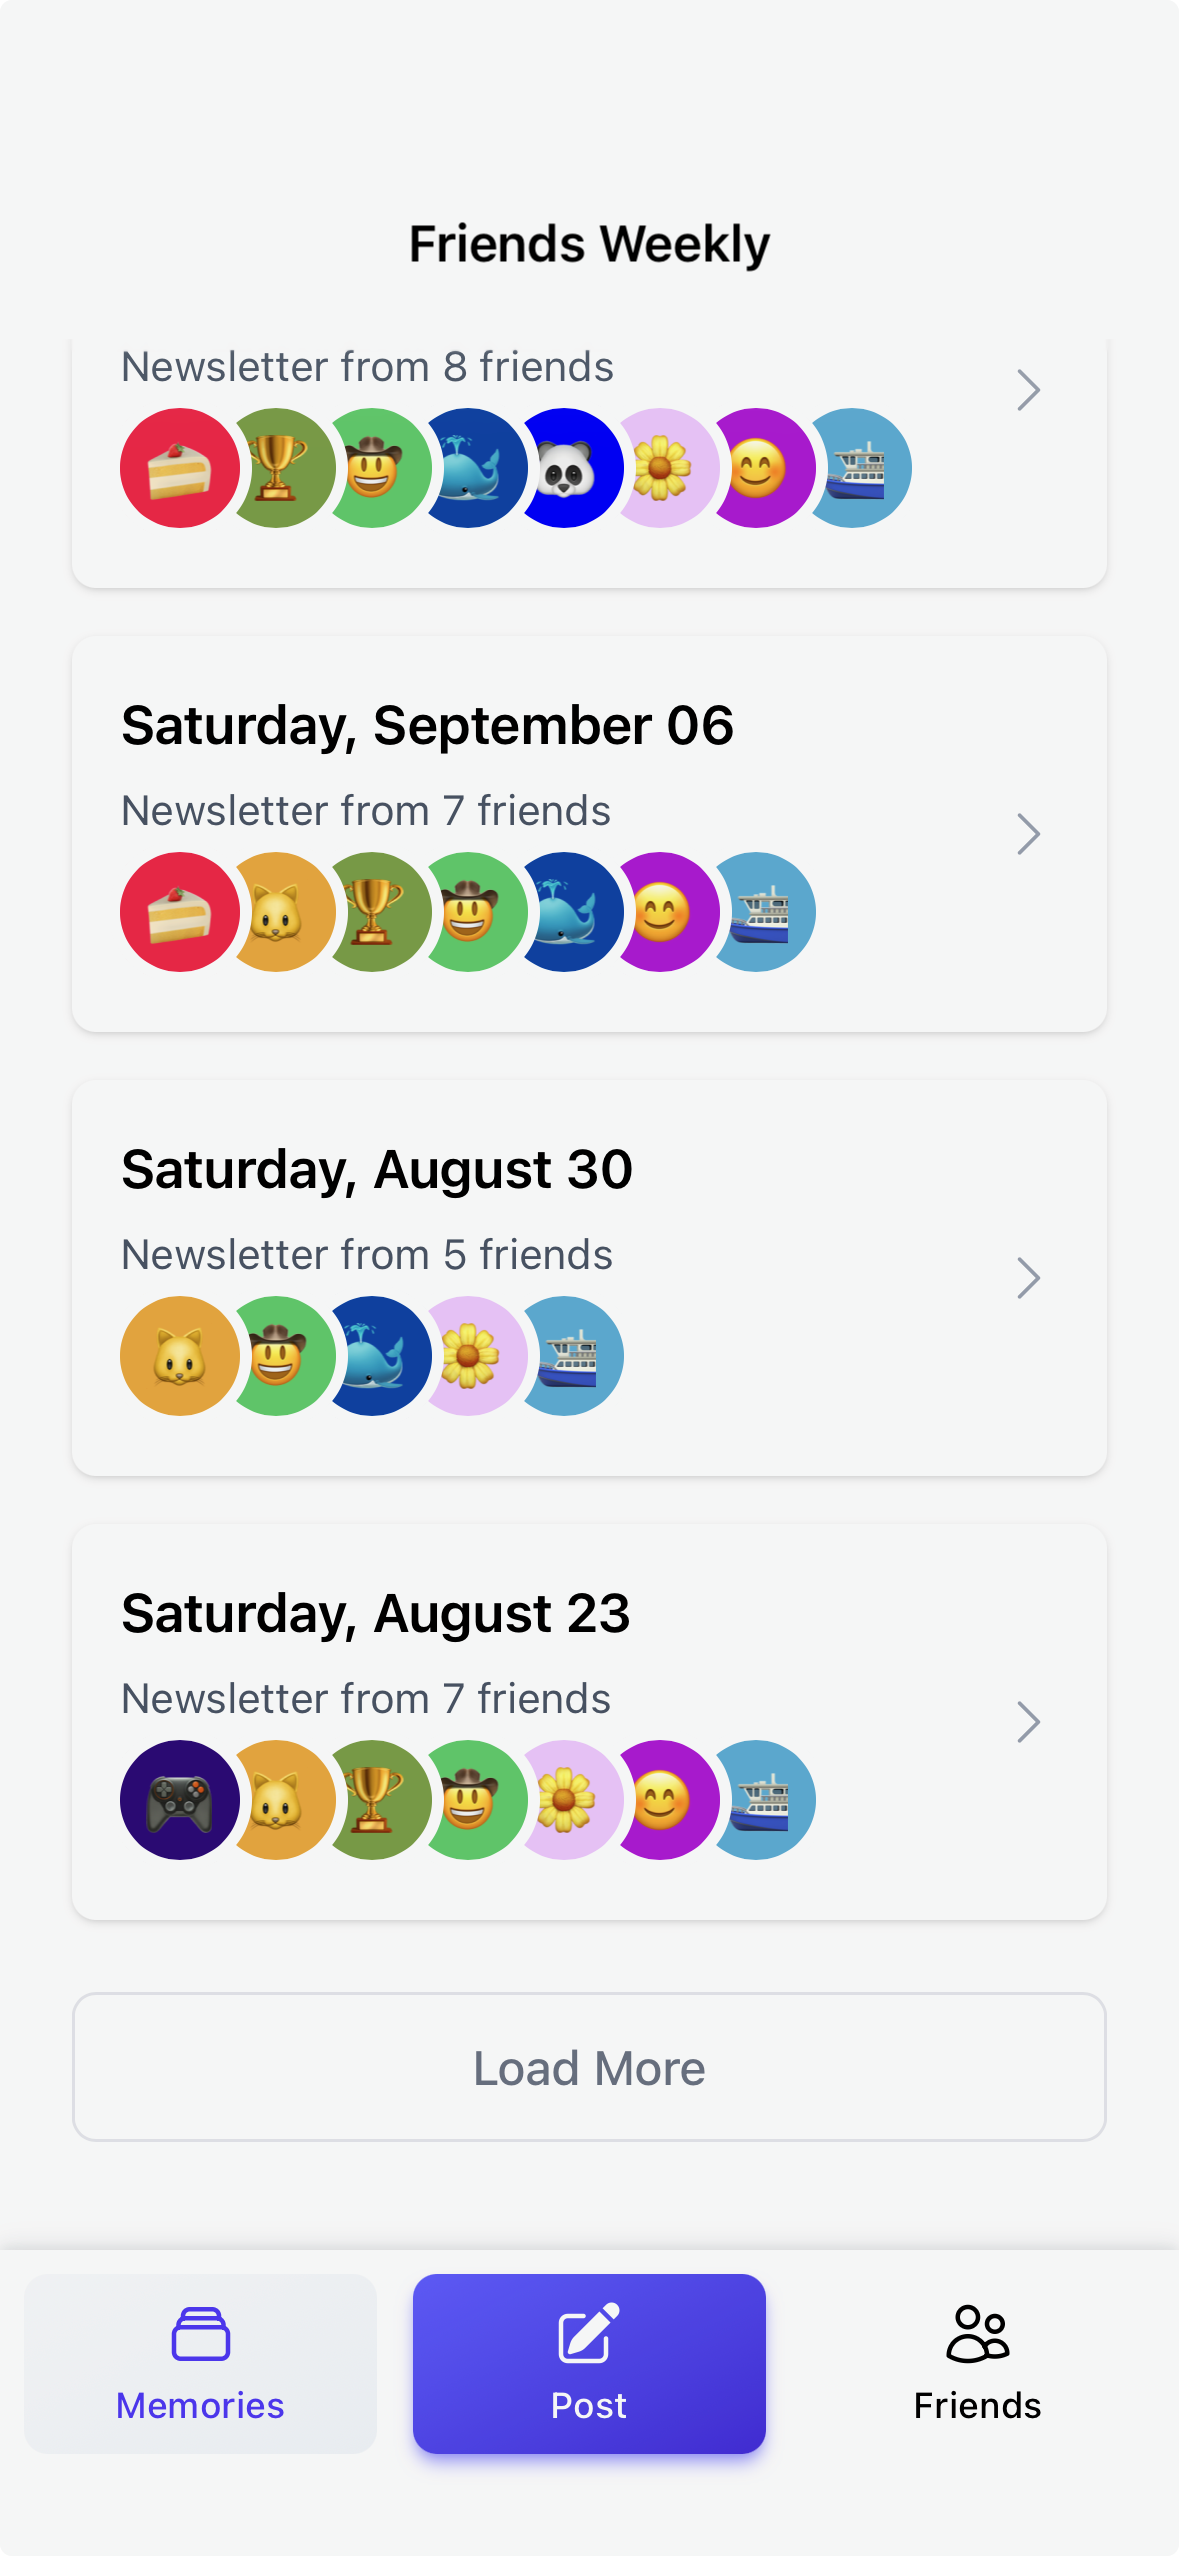 Friends Weekly
Newsletter from 8 friends
Saturday, September 06
Newsletter from 7 friends
Saturday, August 30
Newsletter from 5 friends
Saturday, August 23
Newsletter from 7 friends
Load More
Memories
Post
Friends